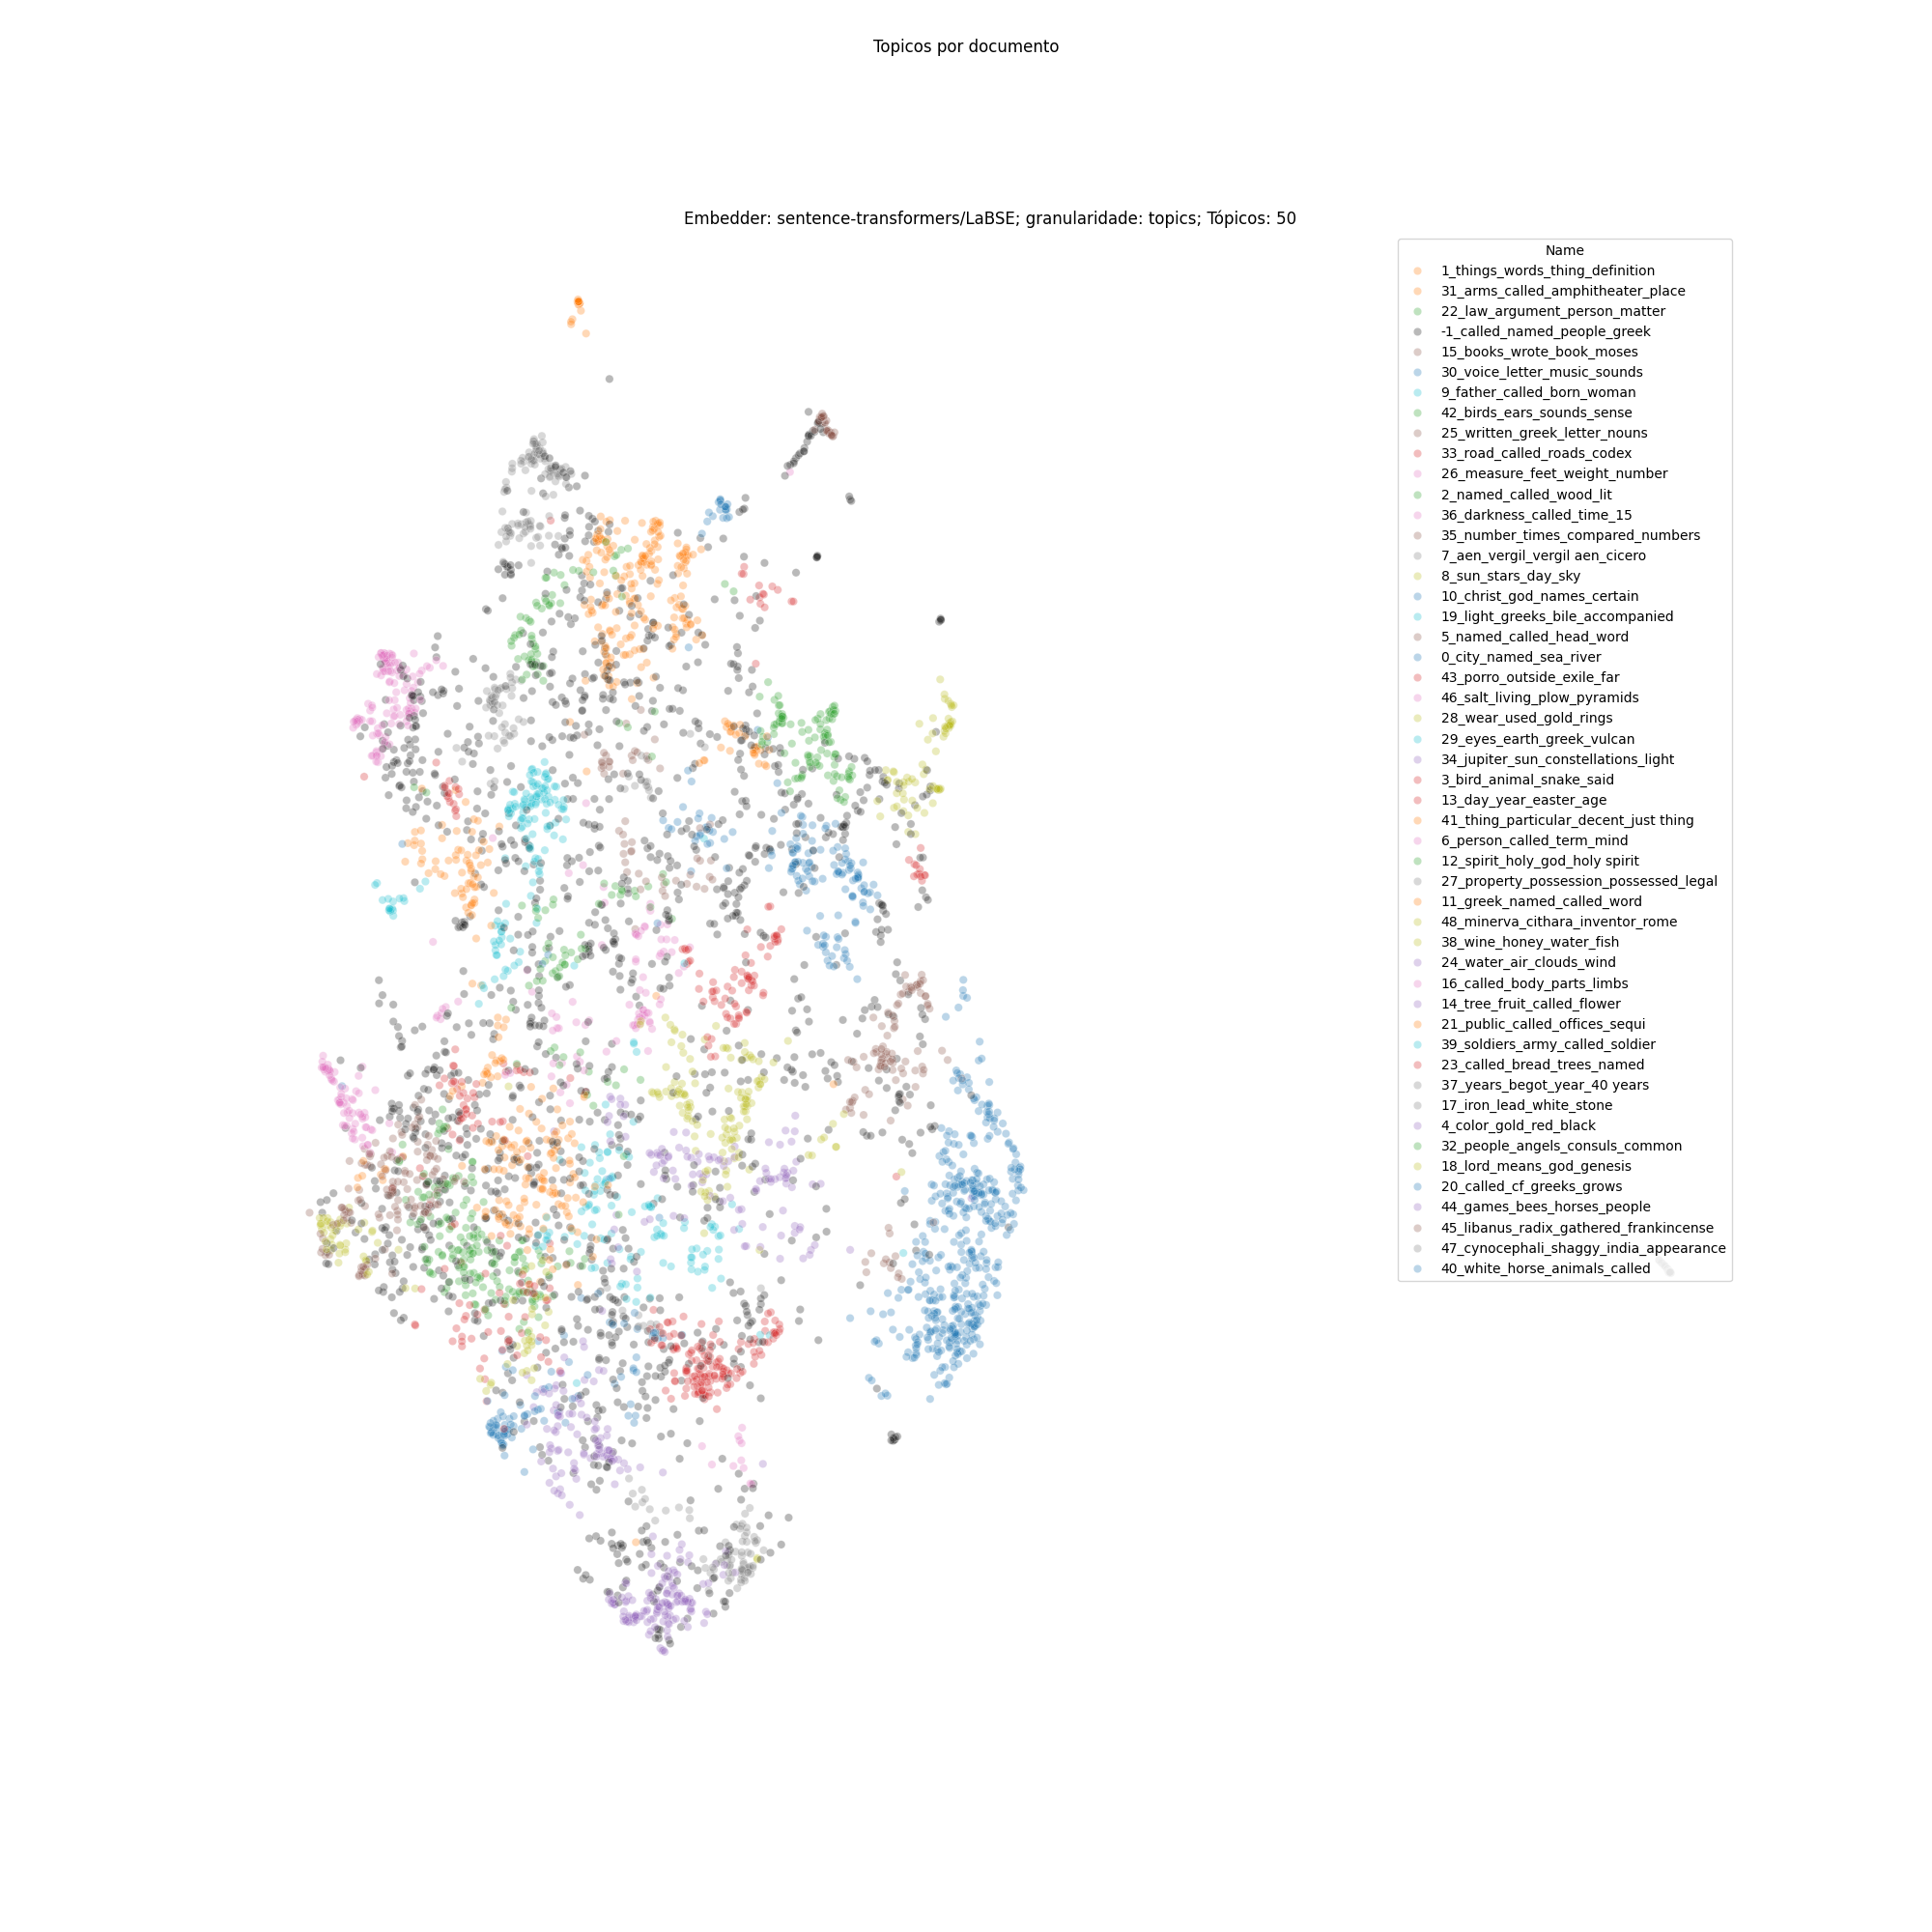 Topicos por documento
Embedder: sentence-transformers/LaBSE; granularidade: topics; Tópicos: 50
Name
1_things_words_thing_definition
31_arms_called_amphitheater_place
22_law_argument_person_matter
-1_called_named_people_greek
15_books_wrote_book_moses
30_voice_letter_music_sounds
9_father_called_born_woman
42_birds_ears_sounds_sense
25_written_greek_letter_nouns
33_road_called_roads_codex
26_measure_feet_weight_number
2_named_called_wood_lit
36_darkness_called_time_15
35_number_times_compared_numbers
7_aen_vergil_vergil aen_cicero
8_sun_stars_day_sky
10_christ_god_names_certain
19_light_greeks_bile_accompanied
5_named_called_head_word
0_city_named_sea_river
43_porro_outside_exile_far
46_salt_living_plow_pyramids
28_wear_used_gold_rings
29_eyes_earth_greek_vulcan
34_jupiter_sun_constellations_light
3_bird_animal_snake_said
13_day_year_easter_age
41_thing_particular_decent_just thing
6_person_called_term_mind
12_spirit_holy_god_holy spirit
27_property_possession_possessed_legal
11_greek_named_called_word
48_minerva_cithara_inventor_rome
38_wine_honey_water_fish
24_water_air_clouds_wind
16_called_body_parts_limbs
14_tree_fruit_called_flower
21_public_called_offices_sequi
39_soldiers_army_called_soldier
23_called_bread_trees_named
37_years_begot_year_40 years
17_iron_lead_white_stone
4_color_gold_red_black
32_people_angels_consuls_common
18_lord_means_god_genesis
20_called_cf_greeks_grows
44_games_bees_horses_people
45_libanus_radix_gathered_frankincense
47_cynocephali_shaggy_india_appearance
40_white_horse_animals_called